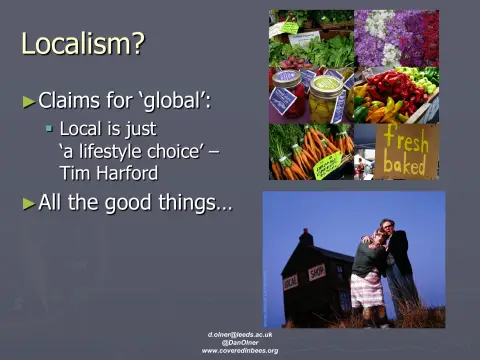 Localism?
►Claims for ‘global’:
▪ Local is just
‘a lifestyle choice’ –
Tim Harford
►All the good things…
fresh
baked
LOCAL SHOP
d.olner@leeds.ac.uk
@DanOlner
www.coveredinbees.org